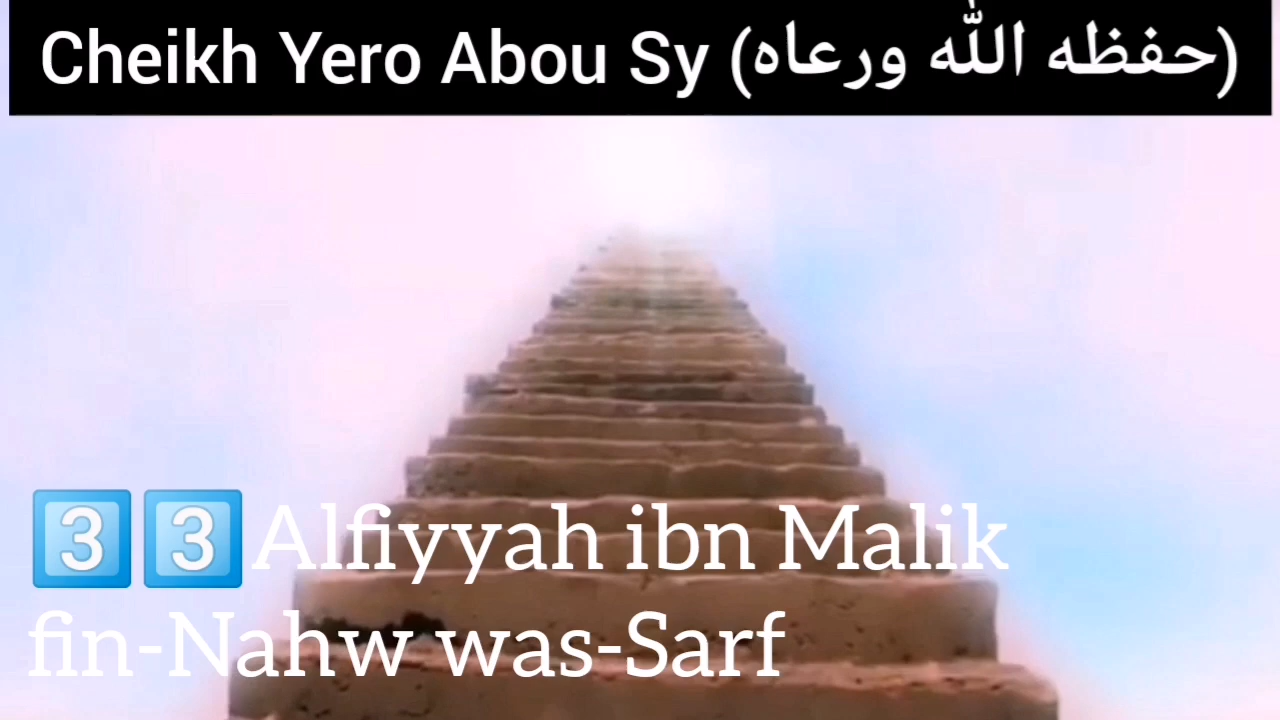 Cheikh Yero Abou Sy (حفظه الله ورعاه)
3️⃣3️⃣Alfiyyah ibn Malik
fin-Nahw was-Sarf